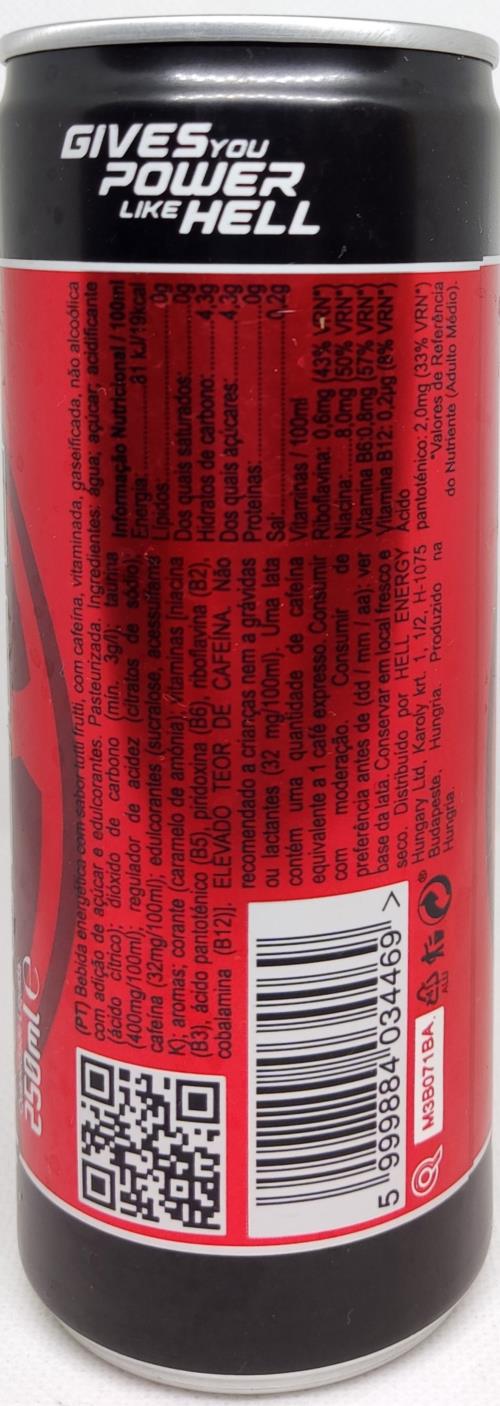 GIVES YOU
POWER
LIKE HELL
(PT) Bebida energética com sabor tutti frutti, com cafeína, vitaminada, gaseificada, não alcoólica
com adição de açúcar e edulcorantes. Pasteurizada. Ingredientes: água; açúcar; acidificante
(ácido cítrico); dióxido de carbono (min. 3g/l); taurina
(400mg/100ml); regulador de acidez (citratos de sódio);
cafeína (32mg/100ml); edulcorantes (sucralose, acessulfame
K); aromas; corante (caramelo de amónia); vitaminas [niacina
(B3), ácido pantoténico (B5), piridoxina (B6), riboflavina (B2),
cobalamina (B12)]. ELEVADO TEOR DE CAFEÍNA. Não
recomendado a crianças nem a grávidas
ou lactantes (32 mg/100ml). Uma lata
contém uma quantidade de cafeína
equivalente a 1 café expresso. Consumir
com moderação. Consumir de
preferência antes de (dd / mm / aa): ver
base da lata. Conservar em local fresco e
seco. Distribuído por HELL ENERGY
Hungary Ltd, Karoly krt. 1, 1/2, H-1075
Budapeste, Hungria. Produzido na
Hungria.
Informação Nutricional / 100ml
Energia: 81 kJ/19kcal
Lípidos: 0g
Dos quais saturados: 0g
Hidratos de carbono: 4,3g
Dos quais açúcares: 4,3g
Proteínas: 0g
Sal: 0,2g
Vitaminas / 100ml
Riboflavina: 0,6mg (43% VRN*)
Niacina: 8,0mg (50% VRN*)
Vitamina B6: 0,8mg (57% VRN*)
Vitamina B12: 0,2µg (8% VRN*)
Ácido
pantoténico: 2,0mg (33% VRN*)
*Valores de Referência
do Nutriente (Adulto Médio).
250ml e
5 999884 034469 >
M3B071BA.
ALU
®